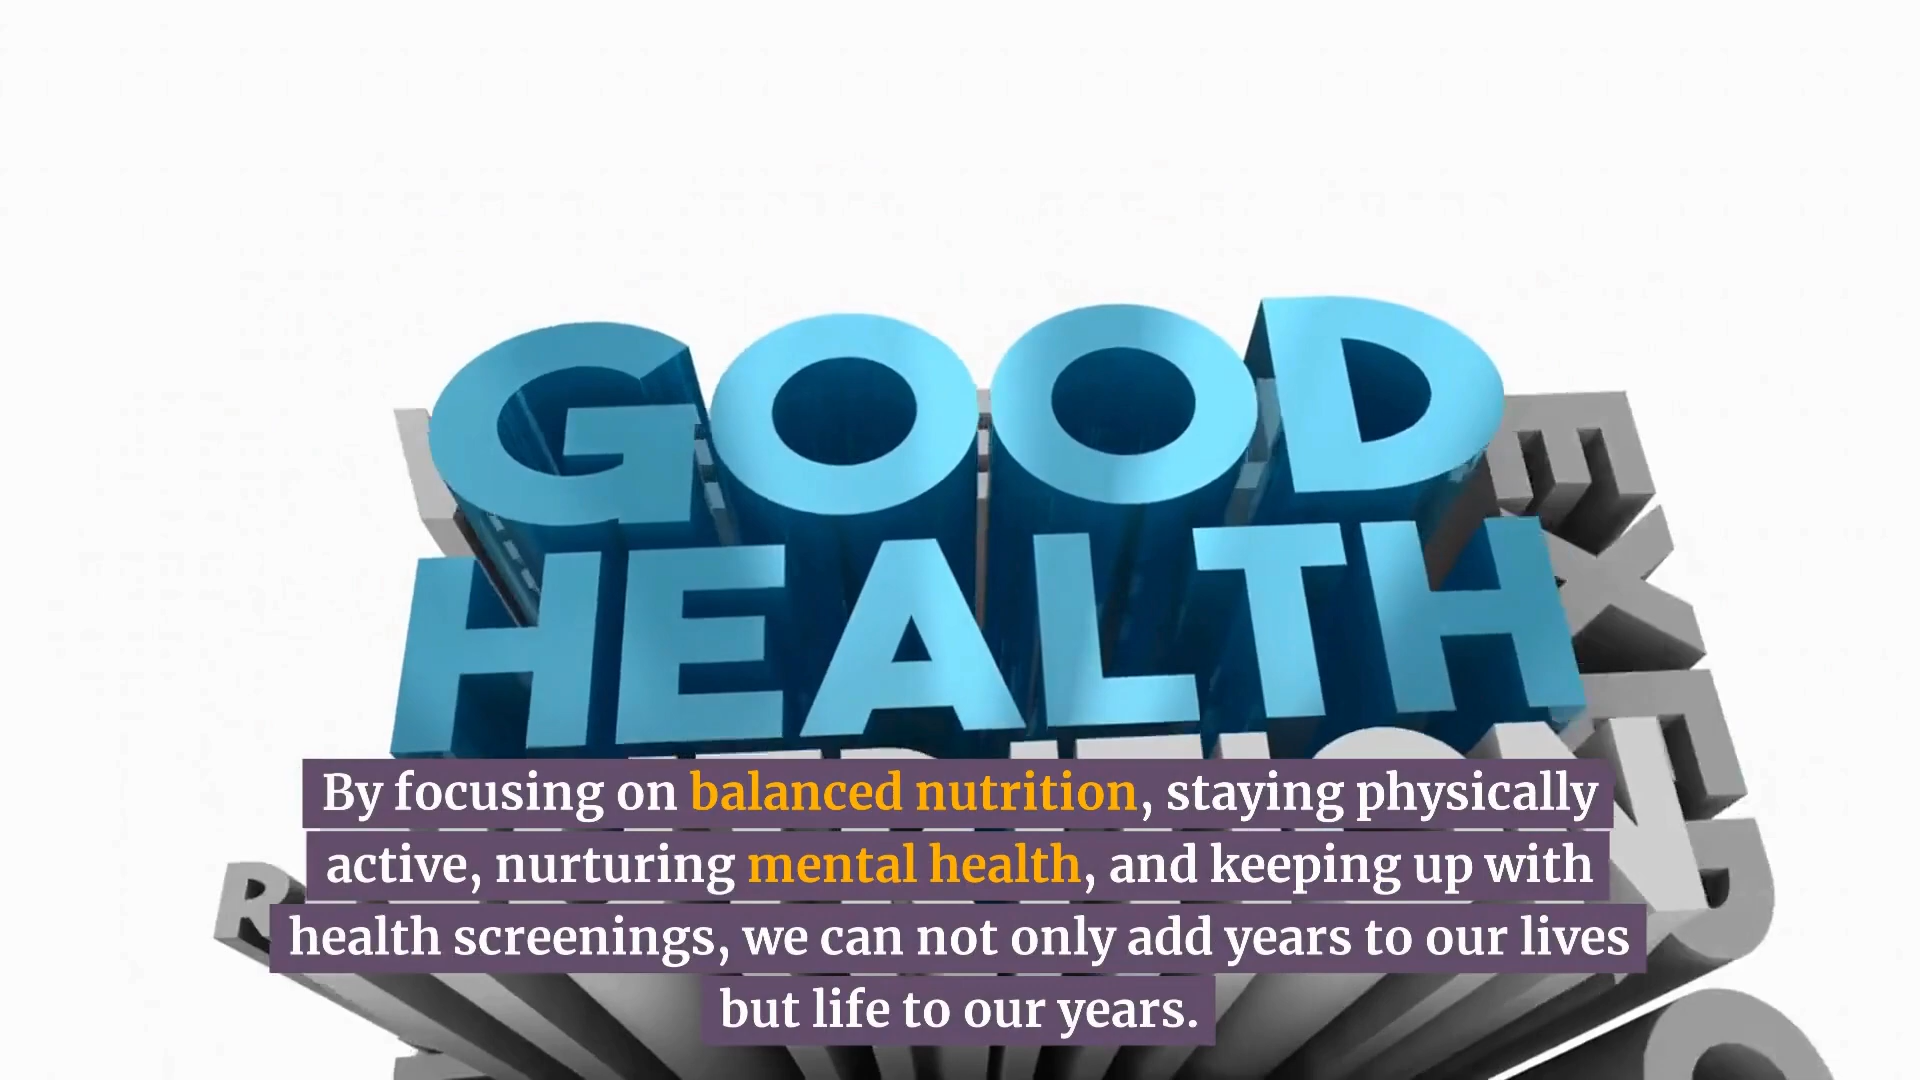 GOOD
HEALTH
By focusing on balanced nutrition, staying physically
active, nurturing mental health, and keeping up with
health screenings, we can not only add years to our lives
but life to our years.